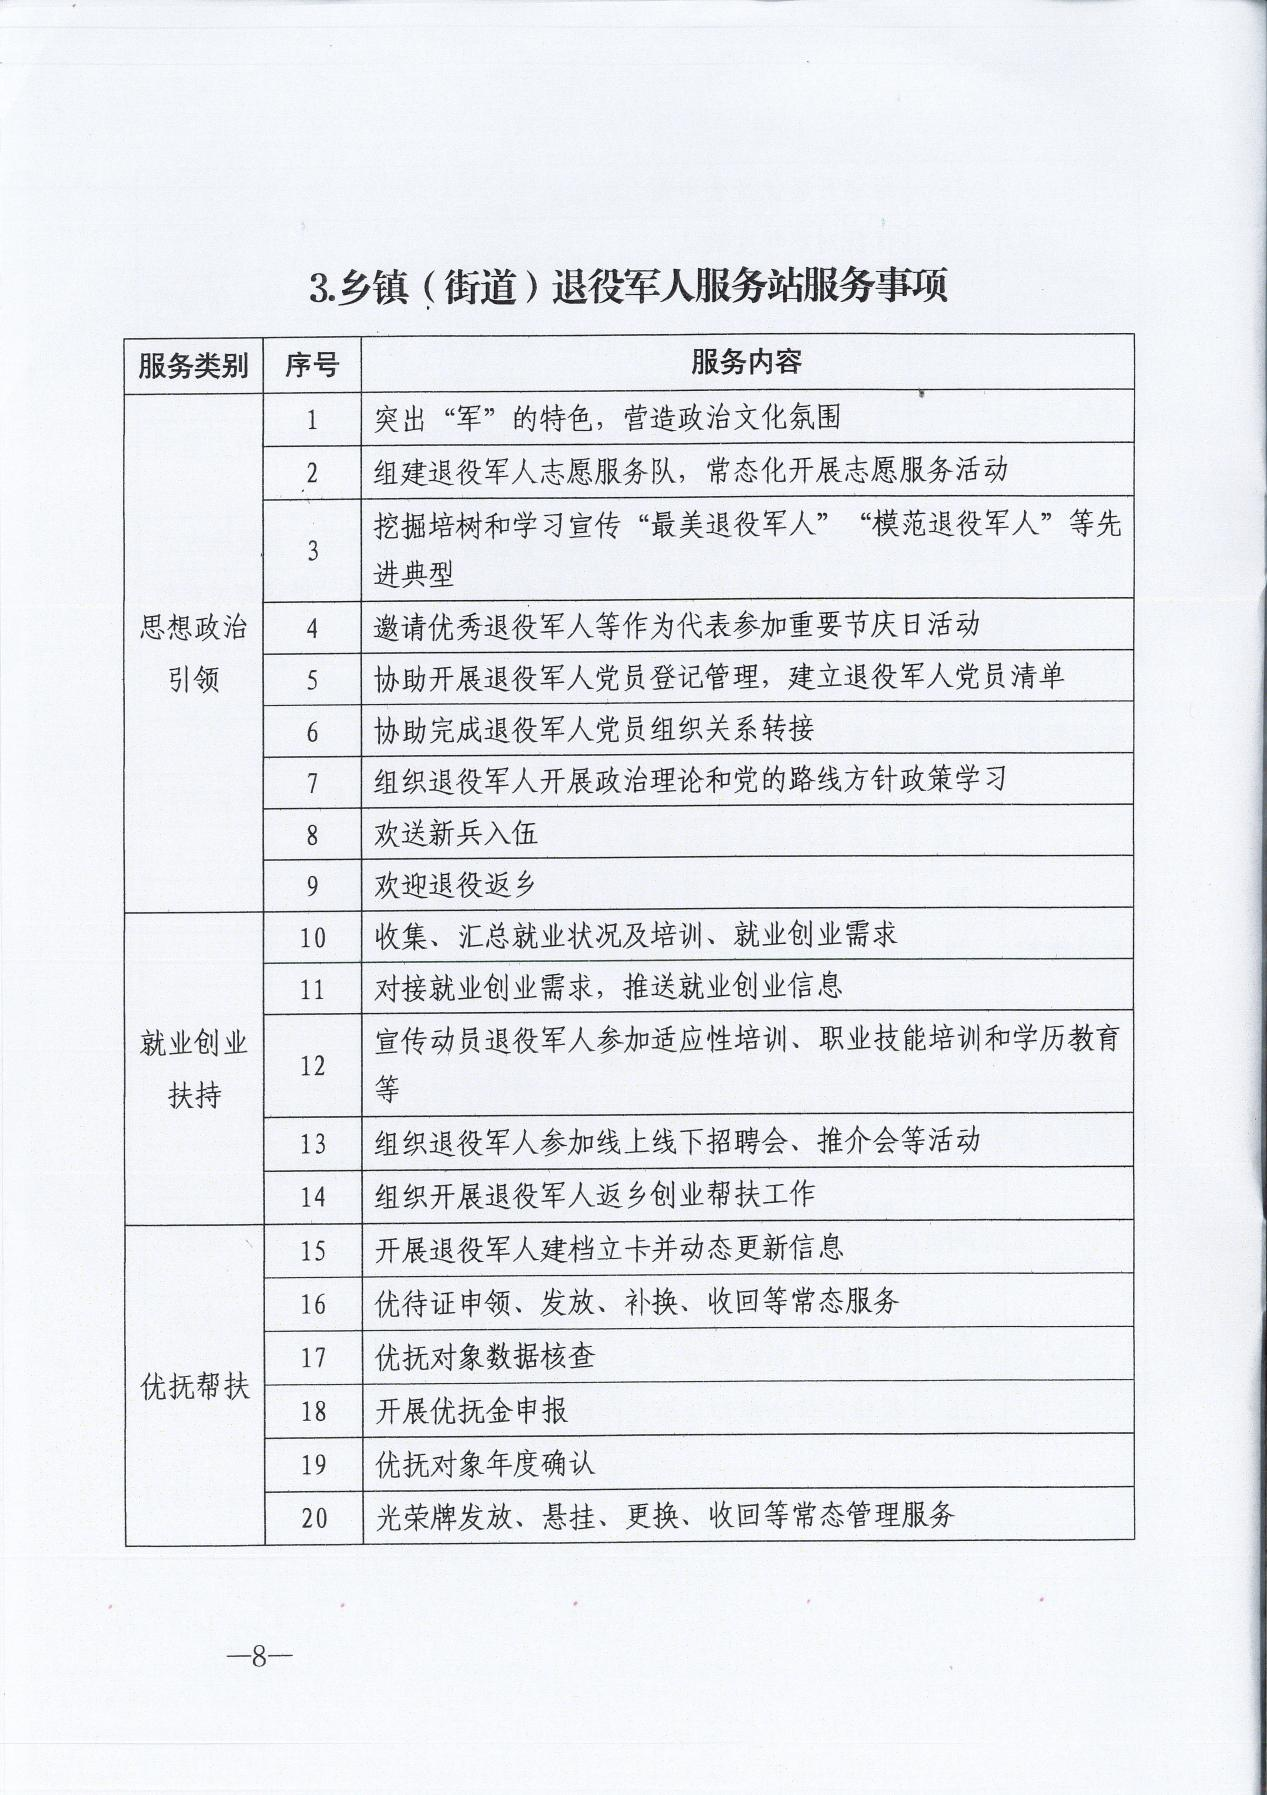 3.乡镇（街道）退役军人服务站服务事项
服务类别 序号 服务内容
思想政治
引领
1 突出“军”的特色，营造政治文化氛围
2 组建退役军人志愿服务队，常态化开展志愿服务活动
3 挖掘培树和学习宣传“最美退役军人”“模范退役军人”等先
进典型
4 邀请优秀退役军人等作为代表参加重要节庆日活动
5 协助开展退役军人党员登记管理，建立退役军人党员清单
6 协助完成退役军人党员组织关系转接
7 组织退役军人开展政治理论和党的路线方针政策学习
8 欢送新兵入伍
9 欢迎退役返乡
就业创业
扶持
10 收集、汇总就业状况及培训、就业创业需求
11 对接就业创业需求，推送就业创业信息
12 宣传动员退役军人参加适应性培训、职业技能培训和学历教育
等
13 组织退役军人参加线上线下招聘会、推介会等活动
14 组织开展退役军人返乡创业帮扶工作
优抚帮扶
15 开展退役军人建档立卡并动态更新信息
16 优待证申领、发放、补换、收回等常态服务
17 优抚对象数据核查
18 开展优抚金申报
19 优抚对象年度确认
20 光荣牌发放、悬挂、更换、收回等常态管理服务
—8—